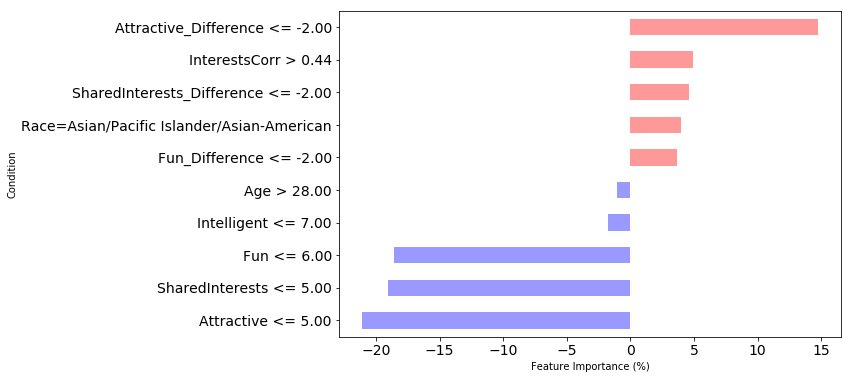 Attractive_Difference <= -2.00
InterestsCorr > 0.44
SharedInterests_Difference <= -2.00
Race=Asian/Pacific Islander/Asian-American
Fun_Difference <= -2.00
Age > 28.00
Intelligent <= 7.00
Fun <= 6.00
SharedInterests <= 5.00
Attractive <= 5.00
Condition
−20 −15 −10 −5 0 5 10 15
Feature Importance (%)